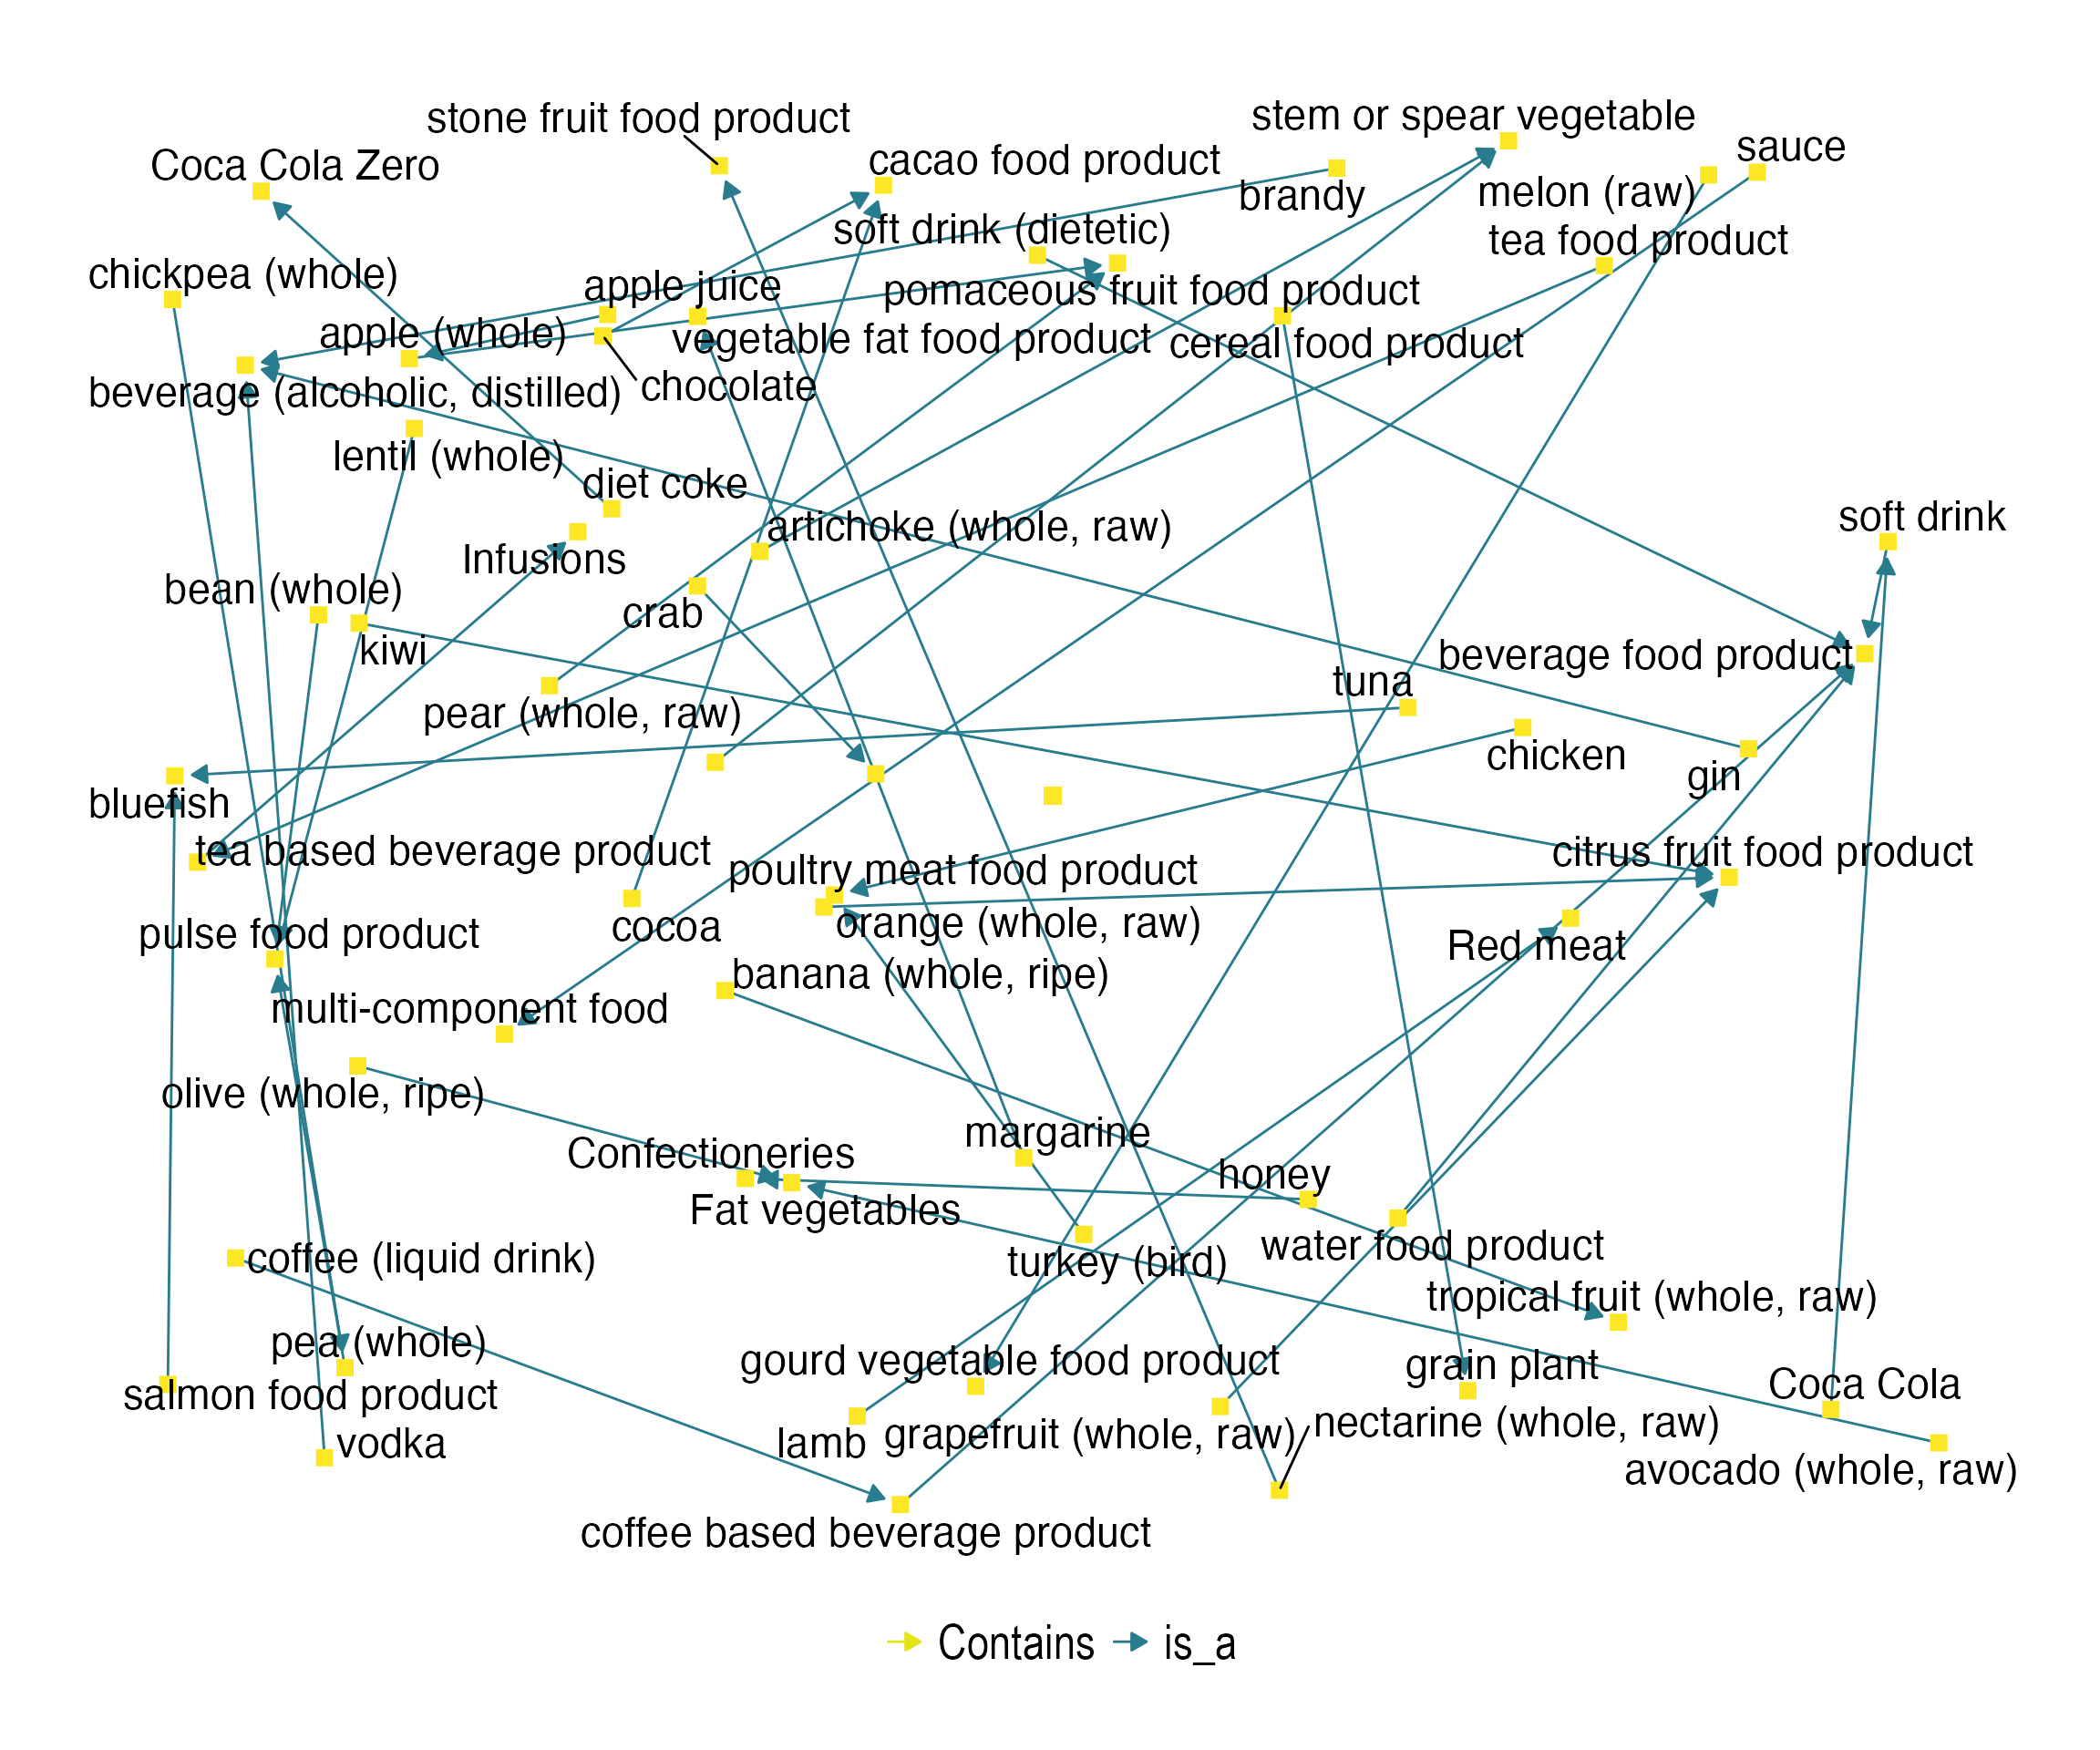 stone fruit food product
stem or spear vegetable
sauce
Coca Cola Zero
cacao food product
brandy
melon (raw)
soft drink (dietetic)
tea food product
chickpea (whole)
apple juice
pomaceous fruit food product
apple (whole)
vegetable fat food product
cereal food product
beverage (alcoholic, distilled)
chocolate
lentil (whole)
diet coke
soft drink
artichoke (whole, raw)
Infusions
bean (whole)
crab
kiwi
beverage food product
tuna
pear (whole, raw)
chicken
gin
bluefish
tea based beverage product
citrus fruit food product
poultry meat food product
cocoa
orange (whole, raw)
pulse food product
Red meat
banana (whole, ripe)
multi-component food
olive (whole, ripe)
margarine
Confectioneries
honey
Fat vegetables
coffee (liquid drink)
turkey (bird)
water food product
tropical fruit (whole, raw)
pea (whole)
gourd vegetable food product
grain plant
Coca Cola
salmon food product
nectarine (whole, raw)
vodka
lamb
grapefruit (whole, raw)
avocado (whole, raw)
coffee based beverage product
Contains
is_a